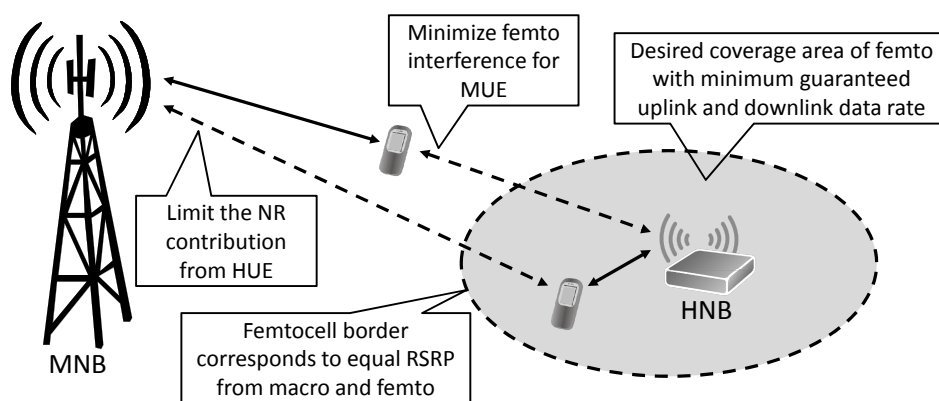 Minimize femto
interference for
MUE
Desired coverage area of femto
with minimum guaranteed
uplink and downlink data rate
Limit the NR
contribution
from HUE
MNB
HNB
Femtocell border
corresponds to equal RSRP
from macro and femto